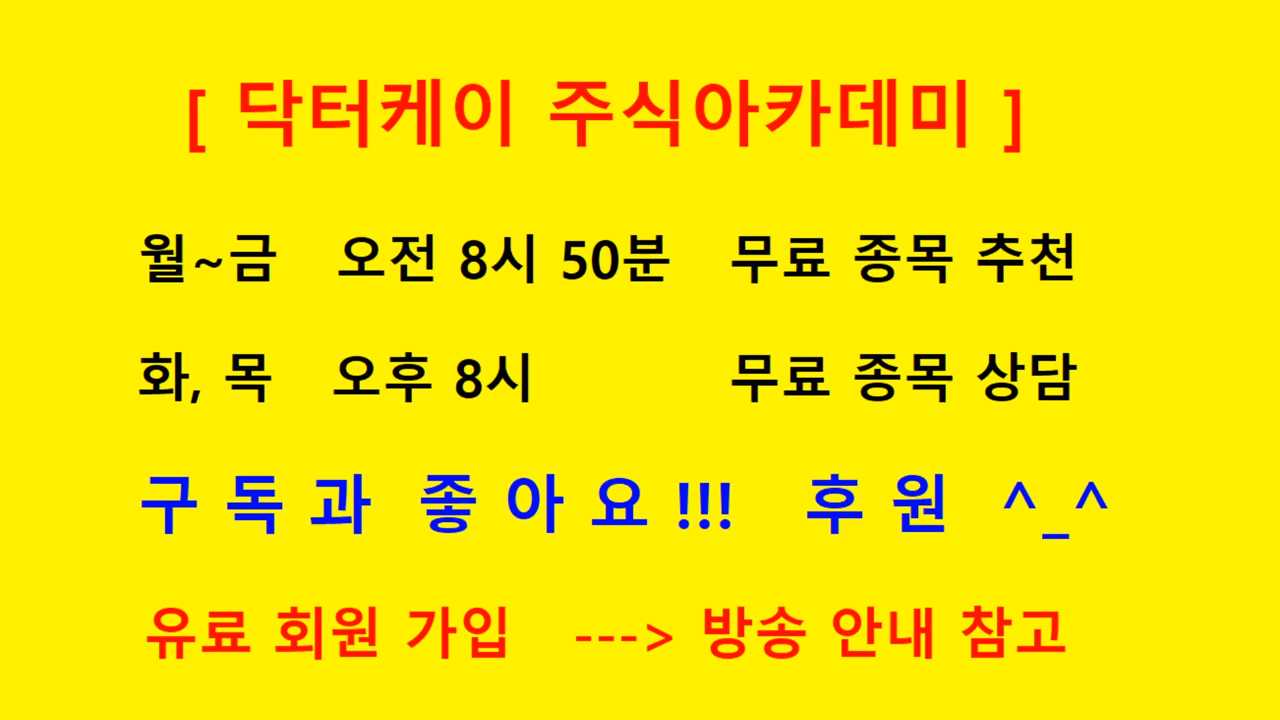 [ 닥터케이 주식아카데미 ]
월~금 오전 8시 50분 무료 종목 추천
화, 목 오후 8시 무료 종목 상담
구 독 과 좋 아 요 !!! 후 원 ^_^
유료 회원 가입 ---> 방송 안내 참고